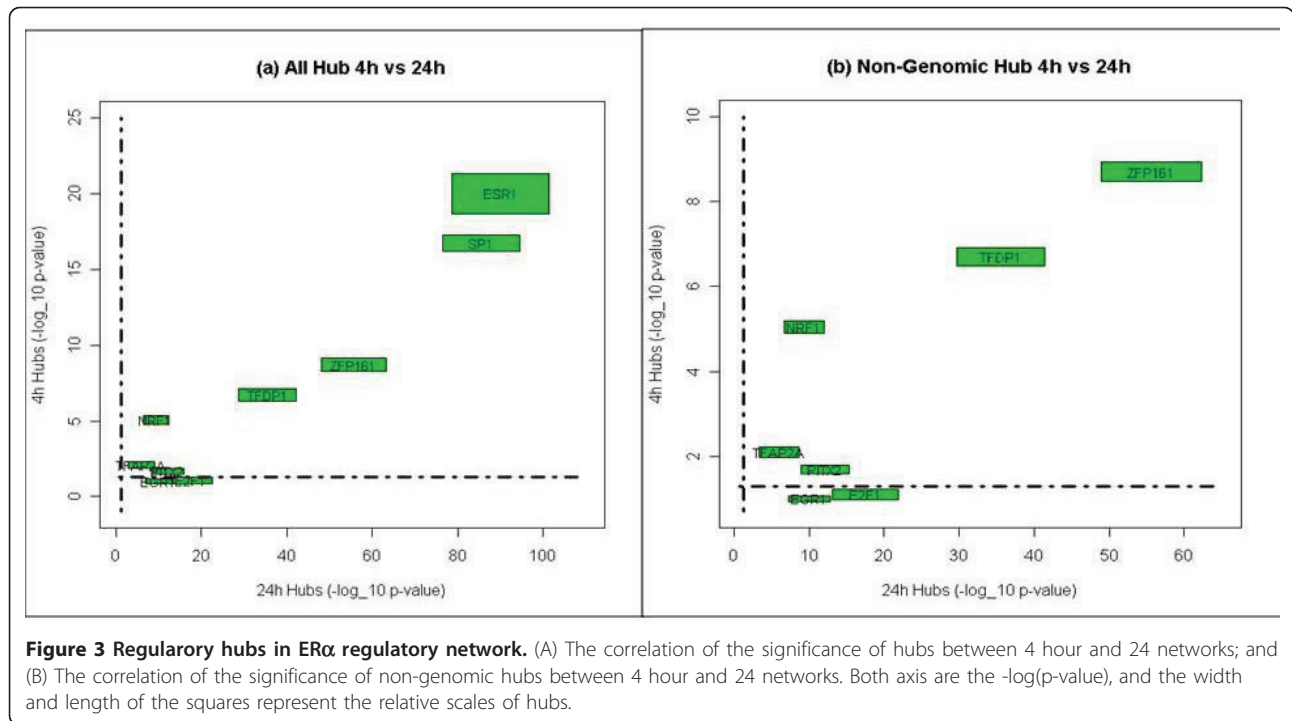 (a) All Hub 4h vs 24h
4h Hubs (-log_10 p-value)
25
20
15
10
5
0
ESR1
SP1
ZFP161
TFDP1
NRF1
0 20 40 60 80 100
24h Hubs (-log_10 p-value)
(b) Non-Genomic Hub 4h vs 24h
4h Hubs (-log_10 p-value)
10
8
6
4
2
ZFP161
TFDP1
NRF1
TFAP2A
PITX2
E2F1
EGR1
0 10 20 30 40 50 60
24h Hubs (-log_10 p-value)
Figure 3 Regularory hubs in ERα regulatory network. (A) The correlation of the significance of hubs between 4 hour and 24 networks; and
(B) The correlation of the significance of non-genomic hubs between 4 hour and 24 networks. Both axis are the -log(p-value), and the width
and length of the squares represent the relative scales of hubs.